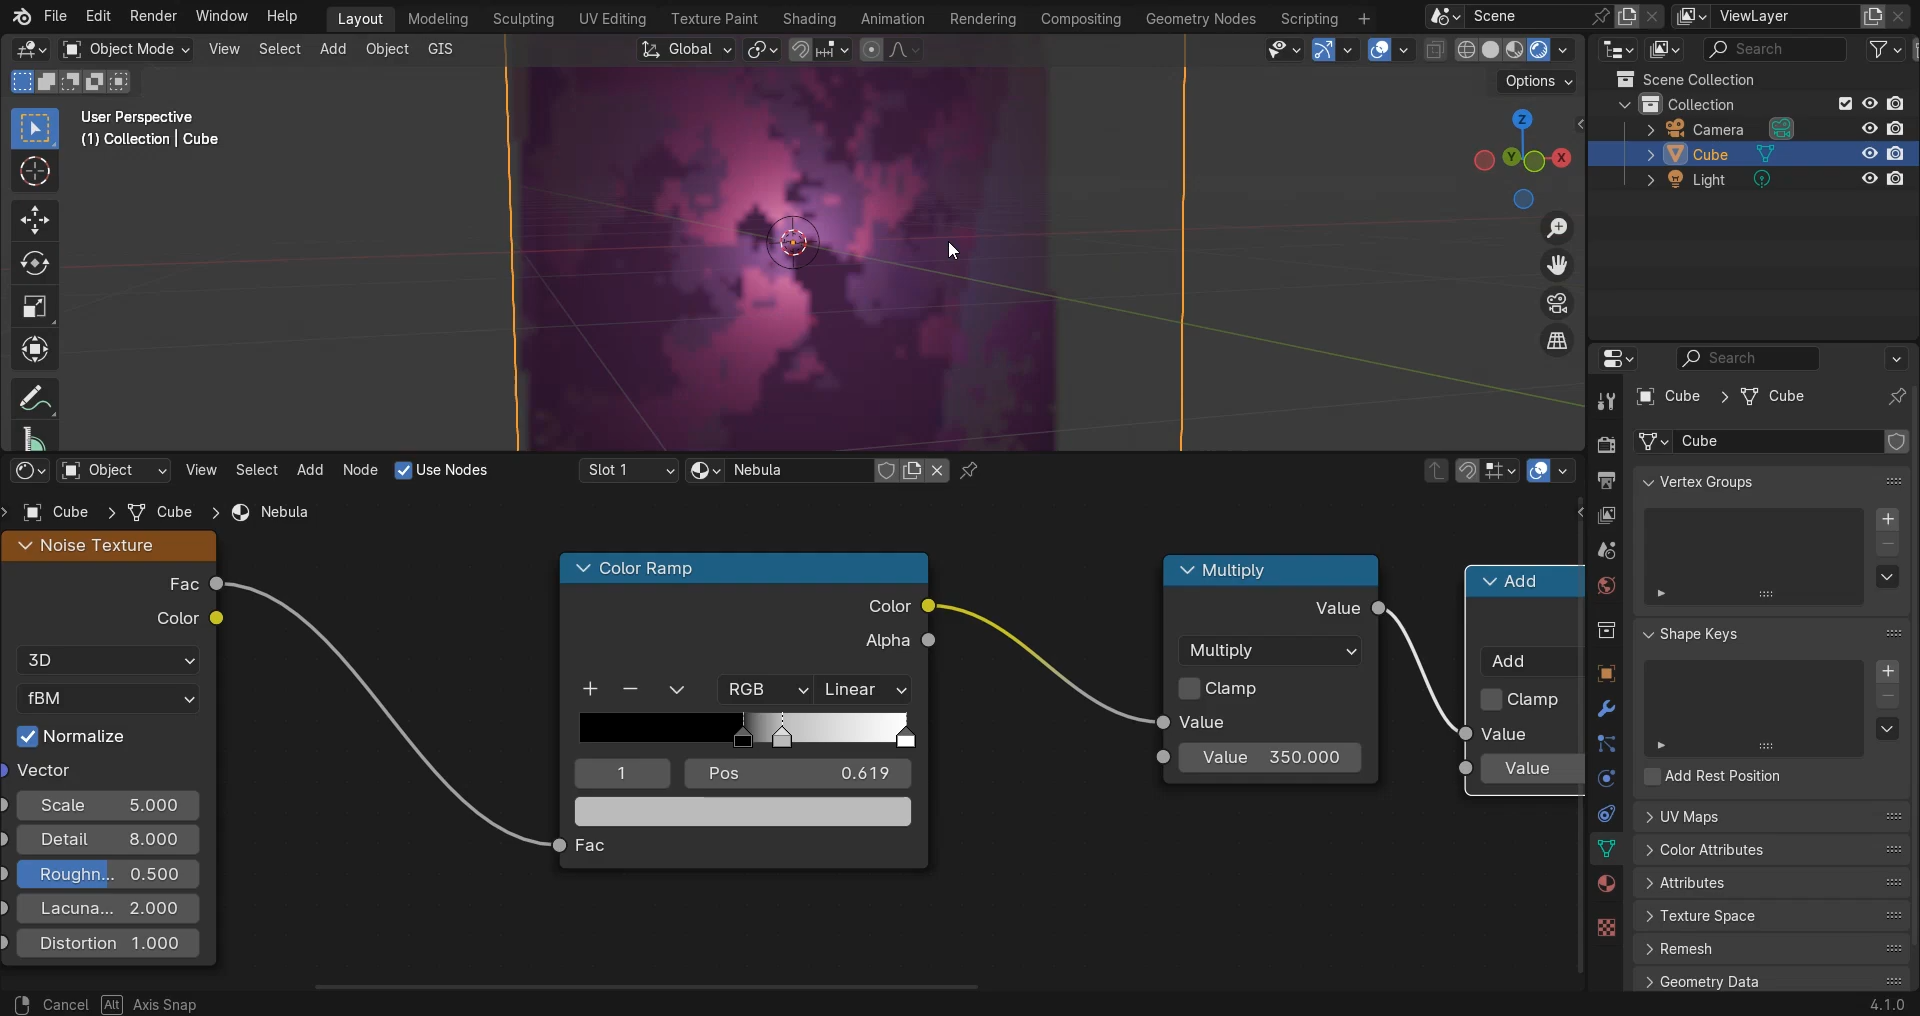 File Edit Render Window Help Layout Modeling Sculpting UV Editing Texture Paint Shading Animation Rendering Compositing Geometry Nodes Scripting + Scene ViewLayer
Object Mode View Select Add Object GIS Global Search
Options
User Perspective
(1) Collection | Cube
Z
Y
X
Scene Collection
Collection
Camera
Cube
Light
Search
Cube > Cube
Cube
Vertex Groups
Shape Keys
Add Rest Position
UV Maps
Color Attributes
Attributes
Texture Space
Remesh
Geometry Data
Object View Select Add Node Use Nodes Slot 1 Nebula
Cube > Cube > Nebula
Noise Texture
Fac
Color
3D
fBM
Normalize
Vector
Scale 5.000
Detail 8.000
Roughn... 0.500
Lacuna... 2.000
Distortion 1.000
Color Ramp
Color
Alpha
RGB Linear
1 Pos 0.619
Fac
Multiply
Value
Multiply
Clamp
Value
Value 350.000
Add
Add
Clamp
Value
Value
Cancel Alt Axis Snap
4.1.0